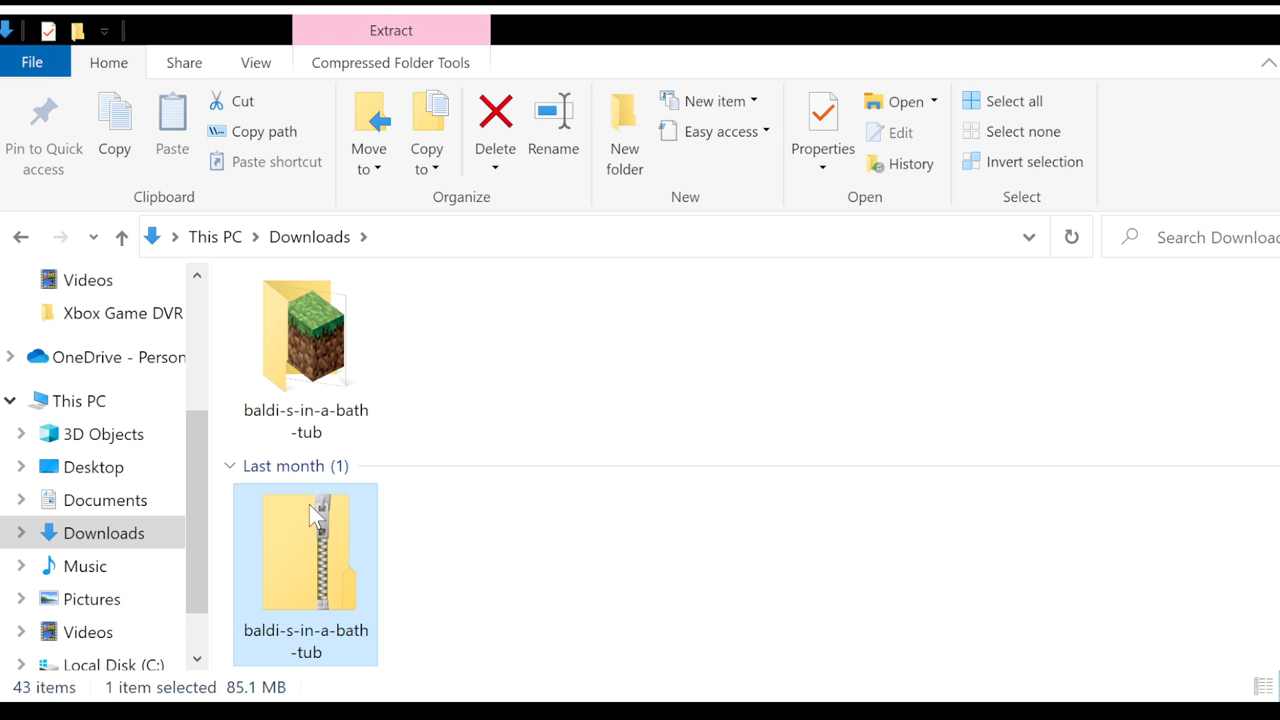 Extract
File Home Share View Compressed Folder Tools
Pin to Quick access
Copy
Paste
Cut
Copy path
Paste shortcut
Clipboard
Move to
Copy to
Delete
Rename
Organize
New folder
New item
Easy access
New
Properties
Open
Edit
History
Open
Select all
Select none
Invert selection
Select
This PC Downloads
Search Downloac
Videos
Xbox Game DVR
OneDrive - Person
This PC
3D Objects
Desktop
Documents
Downloads
Music
Pictures
Videos
Local Disk (C:)
baldi-s-in-a-bath
-tub
Last month (1)
baldi-s-in-a-bath
-tub
43 items 1 item selected 85.1 MB